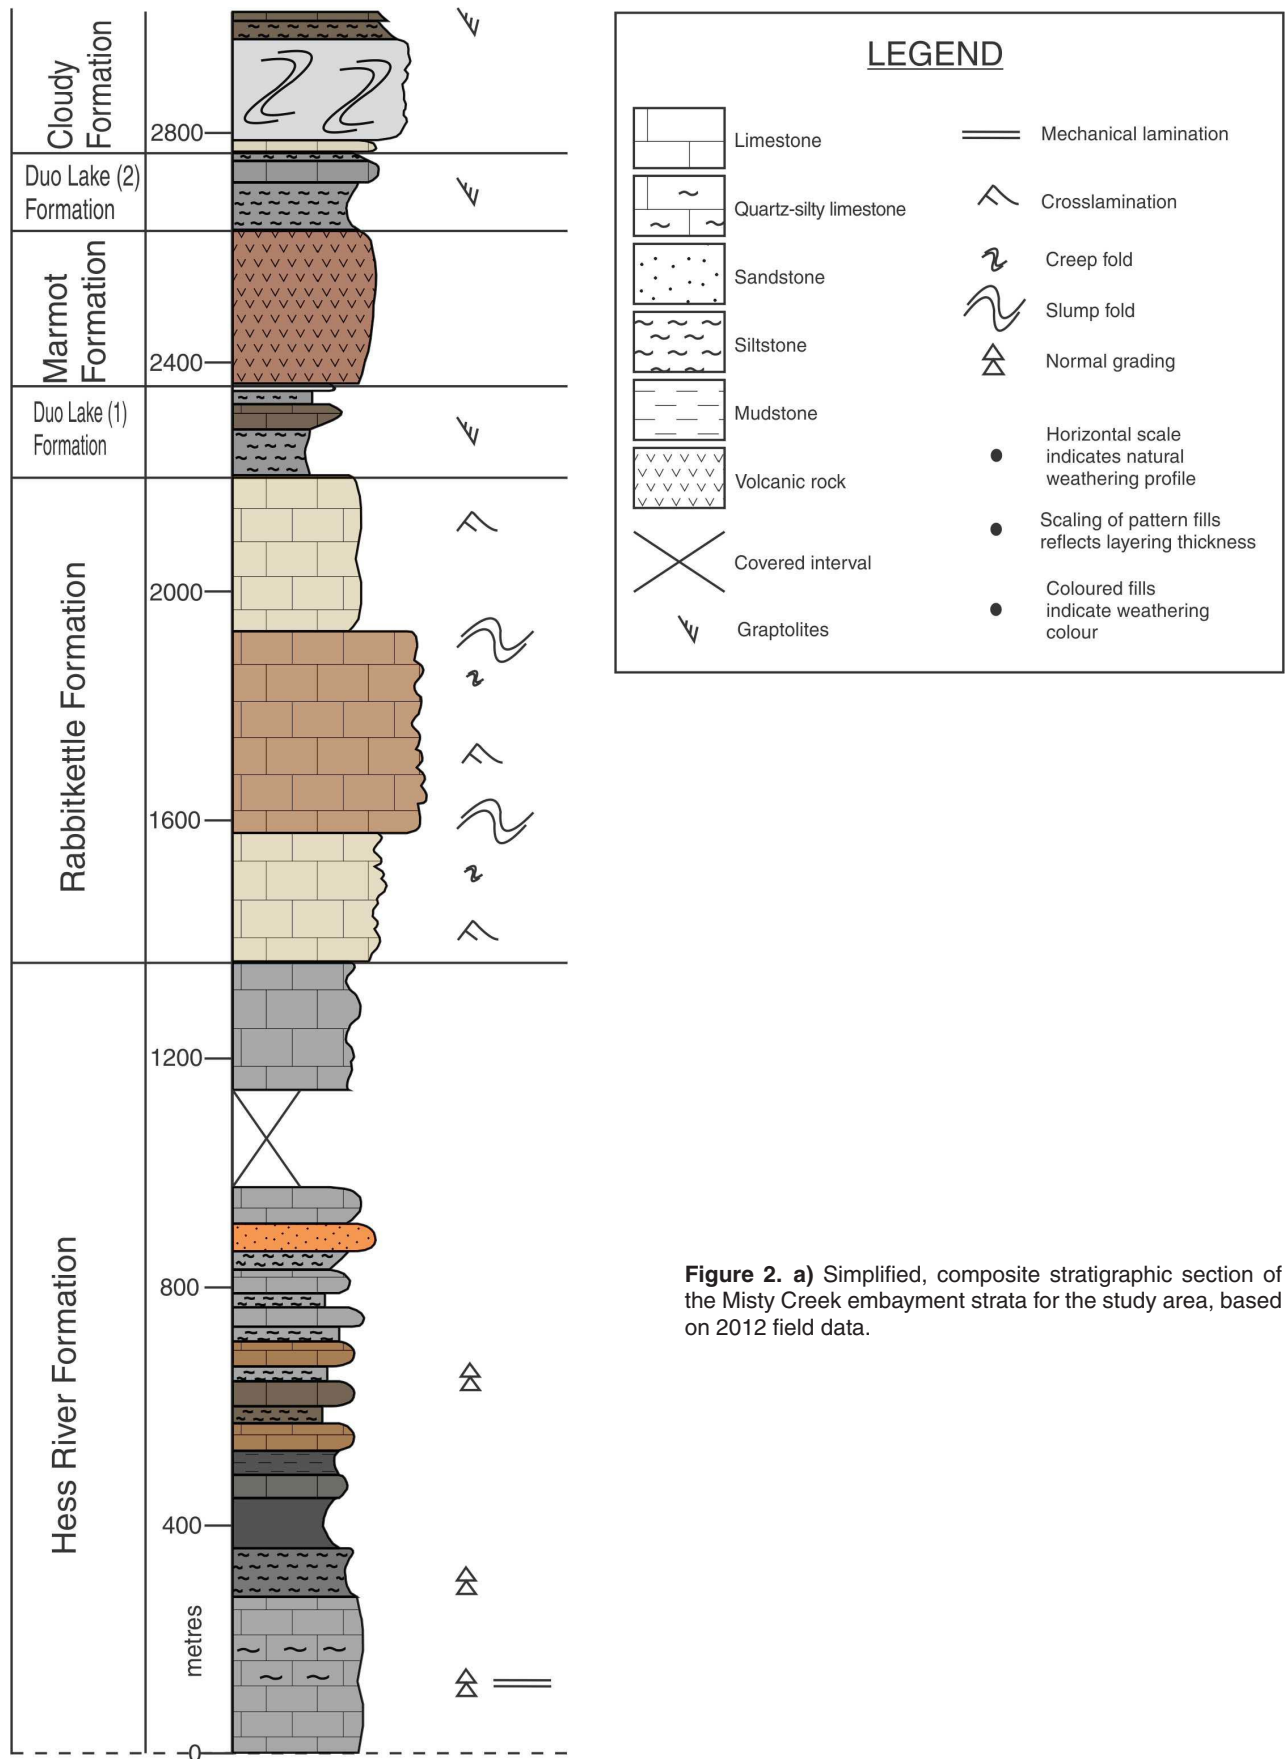 Cloudy
Formation
2800
Duo Lake (2)
Formation
Marmot
Formation
2400
Duo Lake (1)
Formation
Rabbitkettle Formation
2000
1600
Hess River Formation
1200
800
400
metres
0
LEGEND
Limestone
Quartz-silty limestone
Sandstone
Siltstone
Mudstone
Volcanic rock
Covered interval
Graptolites
Mechanical lamination
Crosslamination
Creep fold
Slump fold
Normal grading
Horizontal scale
indicates natural
weathering profile
Scaling of pattern fills
reflects layering thickness
Coloured fills
indicate weathering
colour
Figure 2. a) Simplified, composite stratigraphic section of
the Misty Creek embayment strata for the study area, based
on 2012 field data.